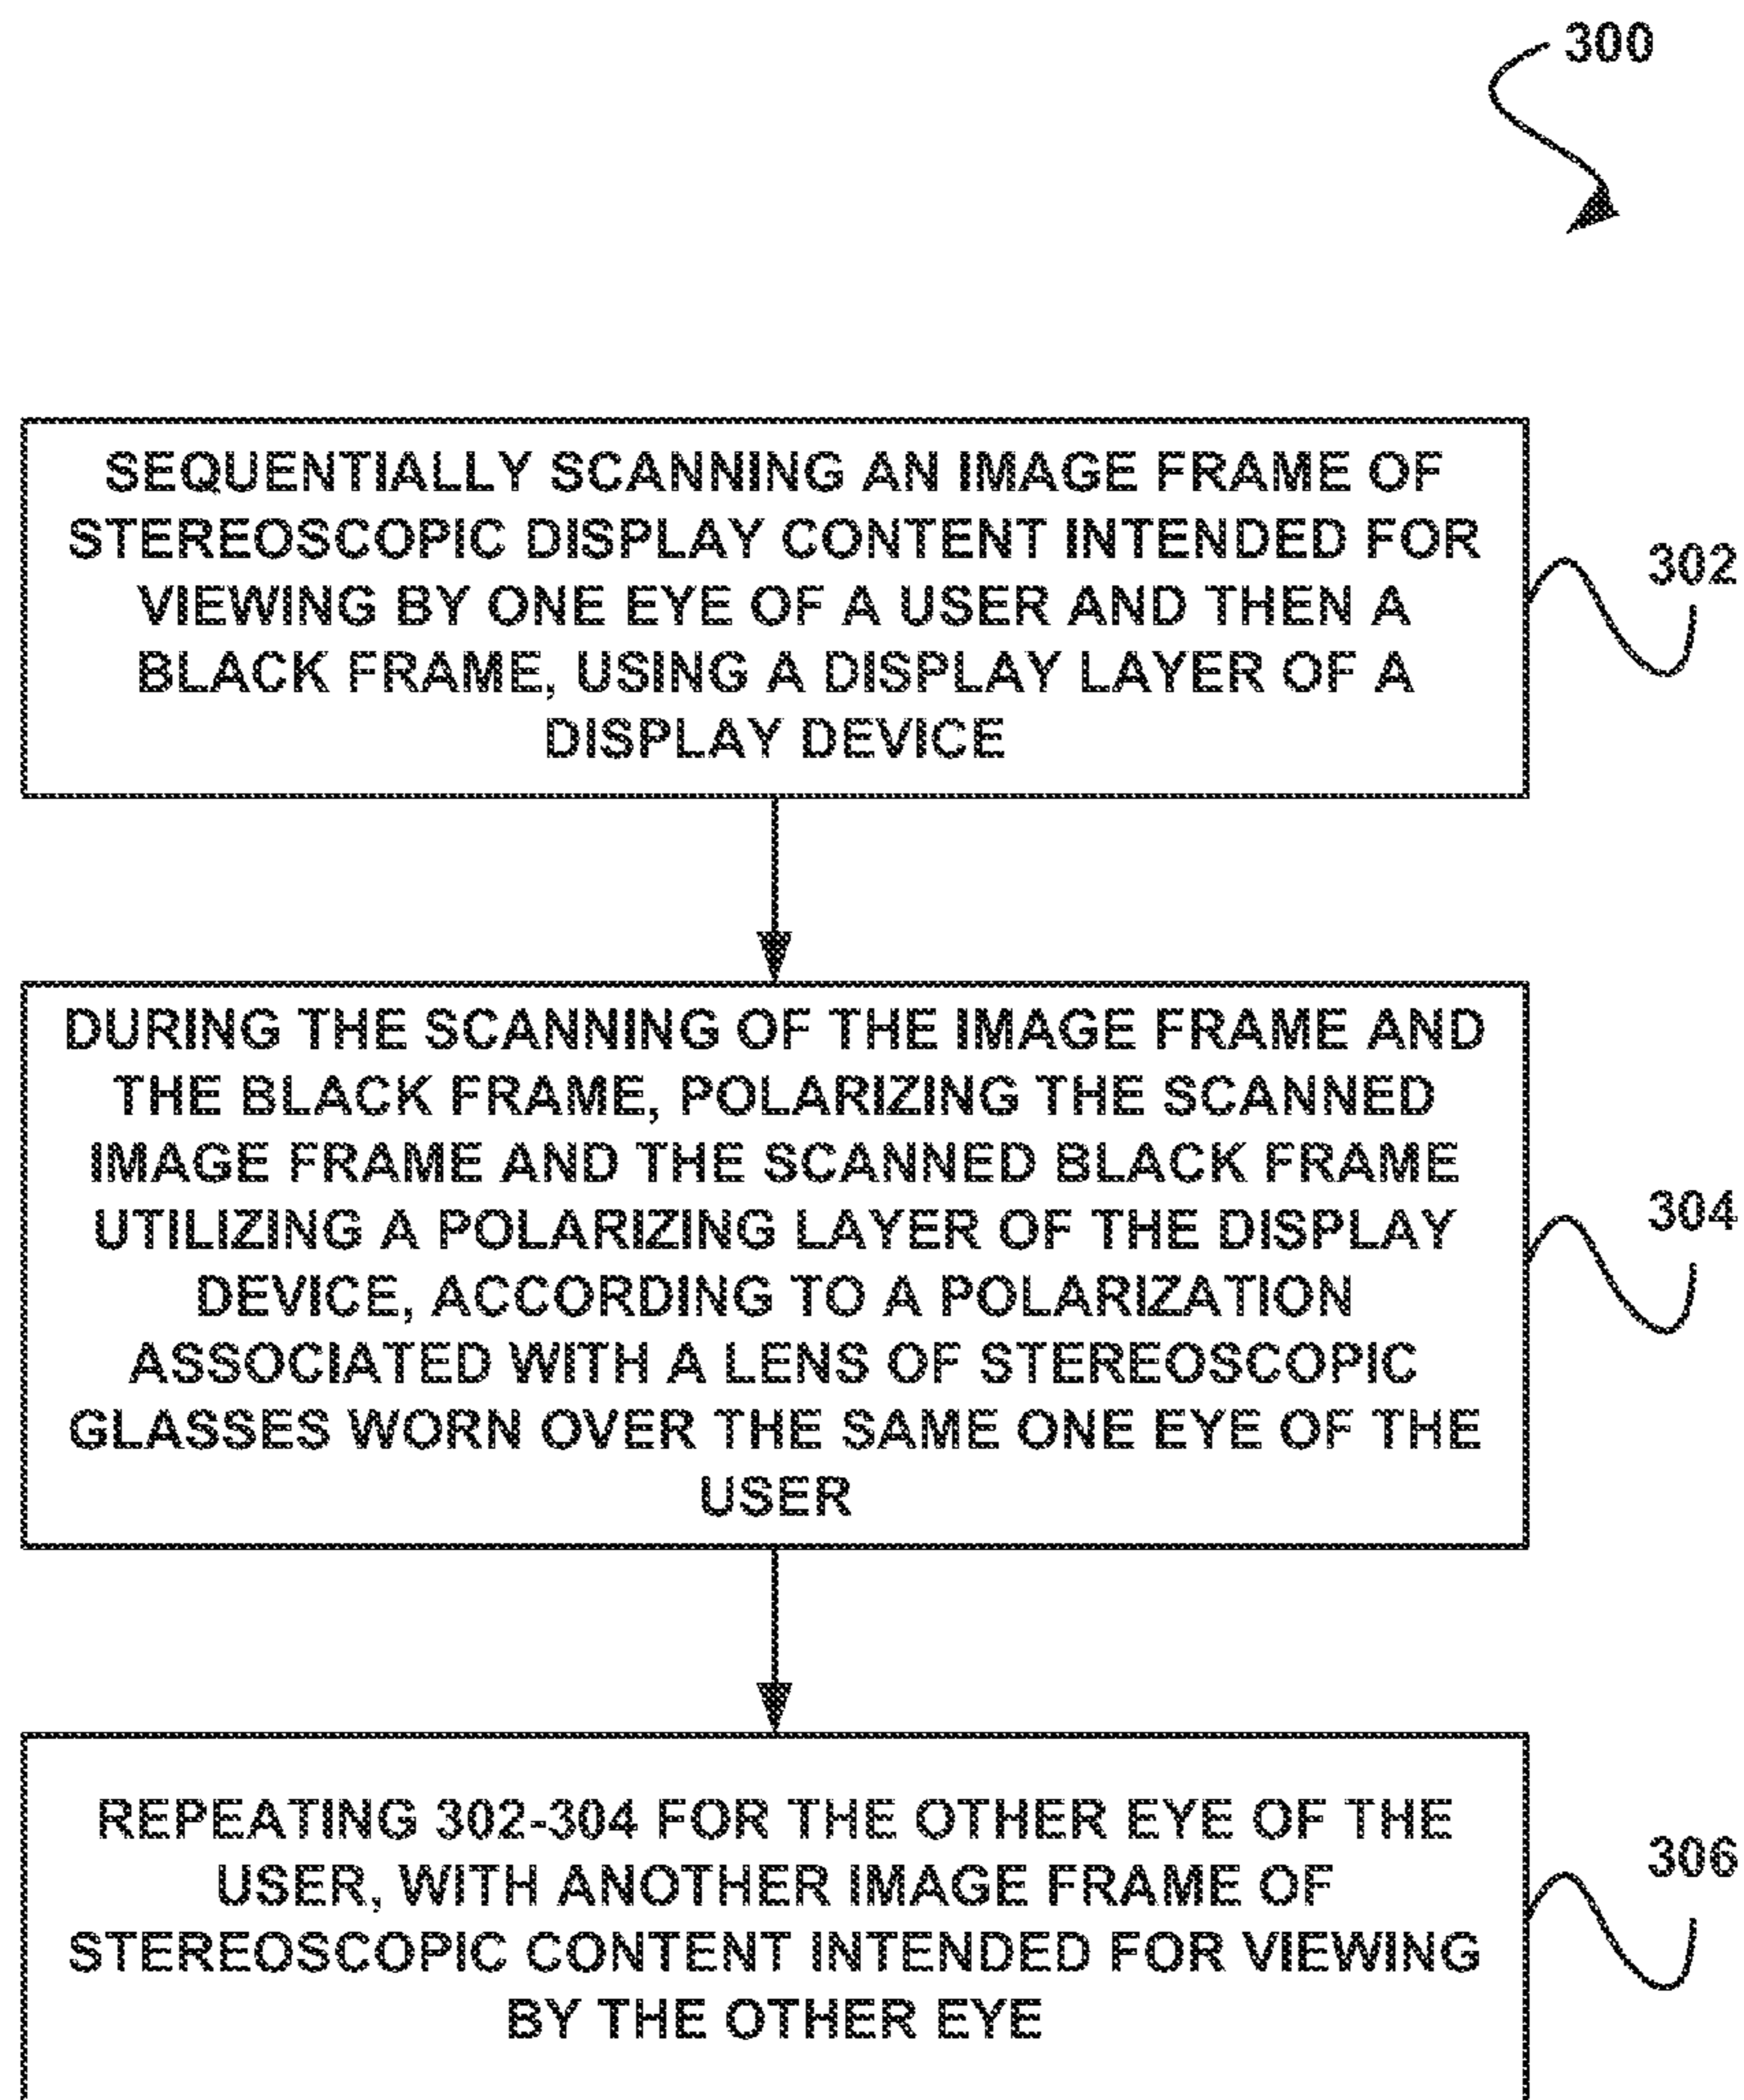 300
SEQUENTIALLY SCANNING AN IMAGE FRAME OF
STEREOSCOPIC DISPLAY CONTENT INTENDED FOR
VIEWING BY ONE EYE OF A USER AND THEN A
BLACK FRAME, USING A DISPLAY LAYER OF A
DISPLAY DEVICE
302
DURING THE SCANNING OF THE IMAGE FRAME AND
THE BLACK FRAME, POLARIZING THE SCANNED
IMAGE FRAME AND THE SCANNED BLACK FRAME
UTILIZING A POLARIZING LAYER OF THE DISPLAY
DEVICE, ACCORDING TO A POLARIZATION
ASSOCIATED WITH A LENS OF STEREOSCOPIC
GLASSES WORN OVER THE SAME ONE EYE OF THE
USER
304
REPEATING 302-304 FOR THE OTHER EYE OF THE
USER, WITH ANOTHER IMAGE FRAME OF
STEREOSCOPIC CONTENT INTENDED FOR VIEWING
BY THE OTHER EYE
306